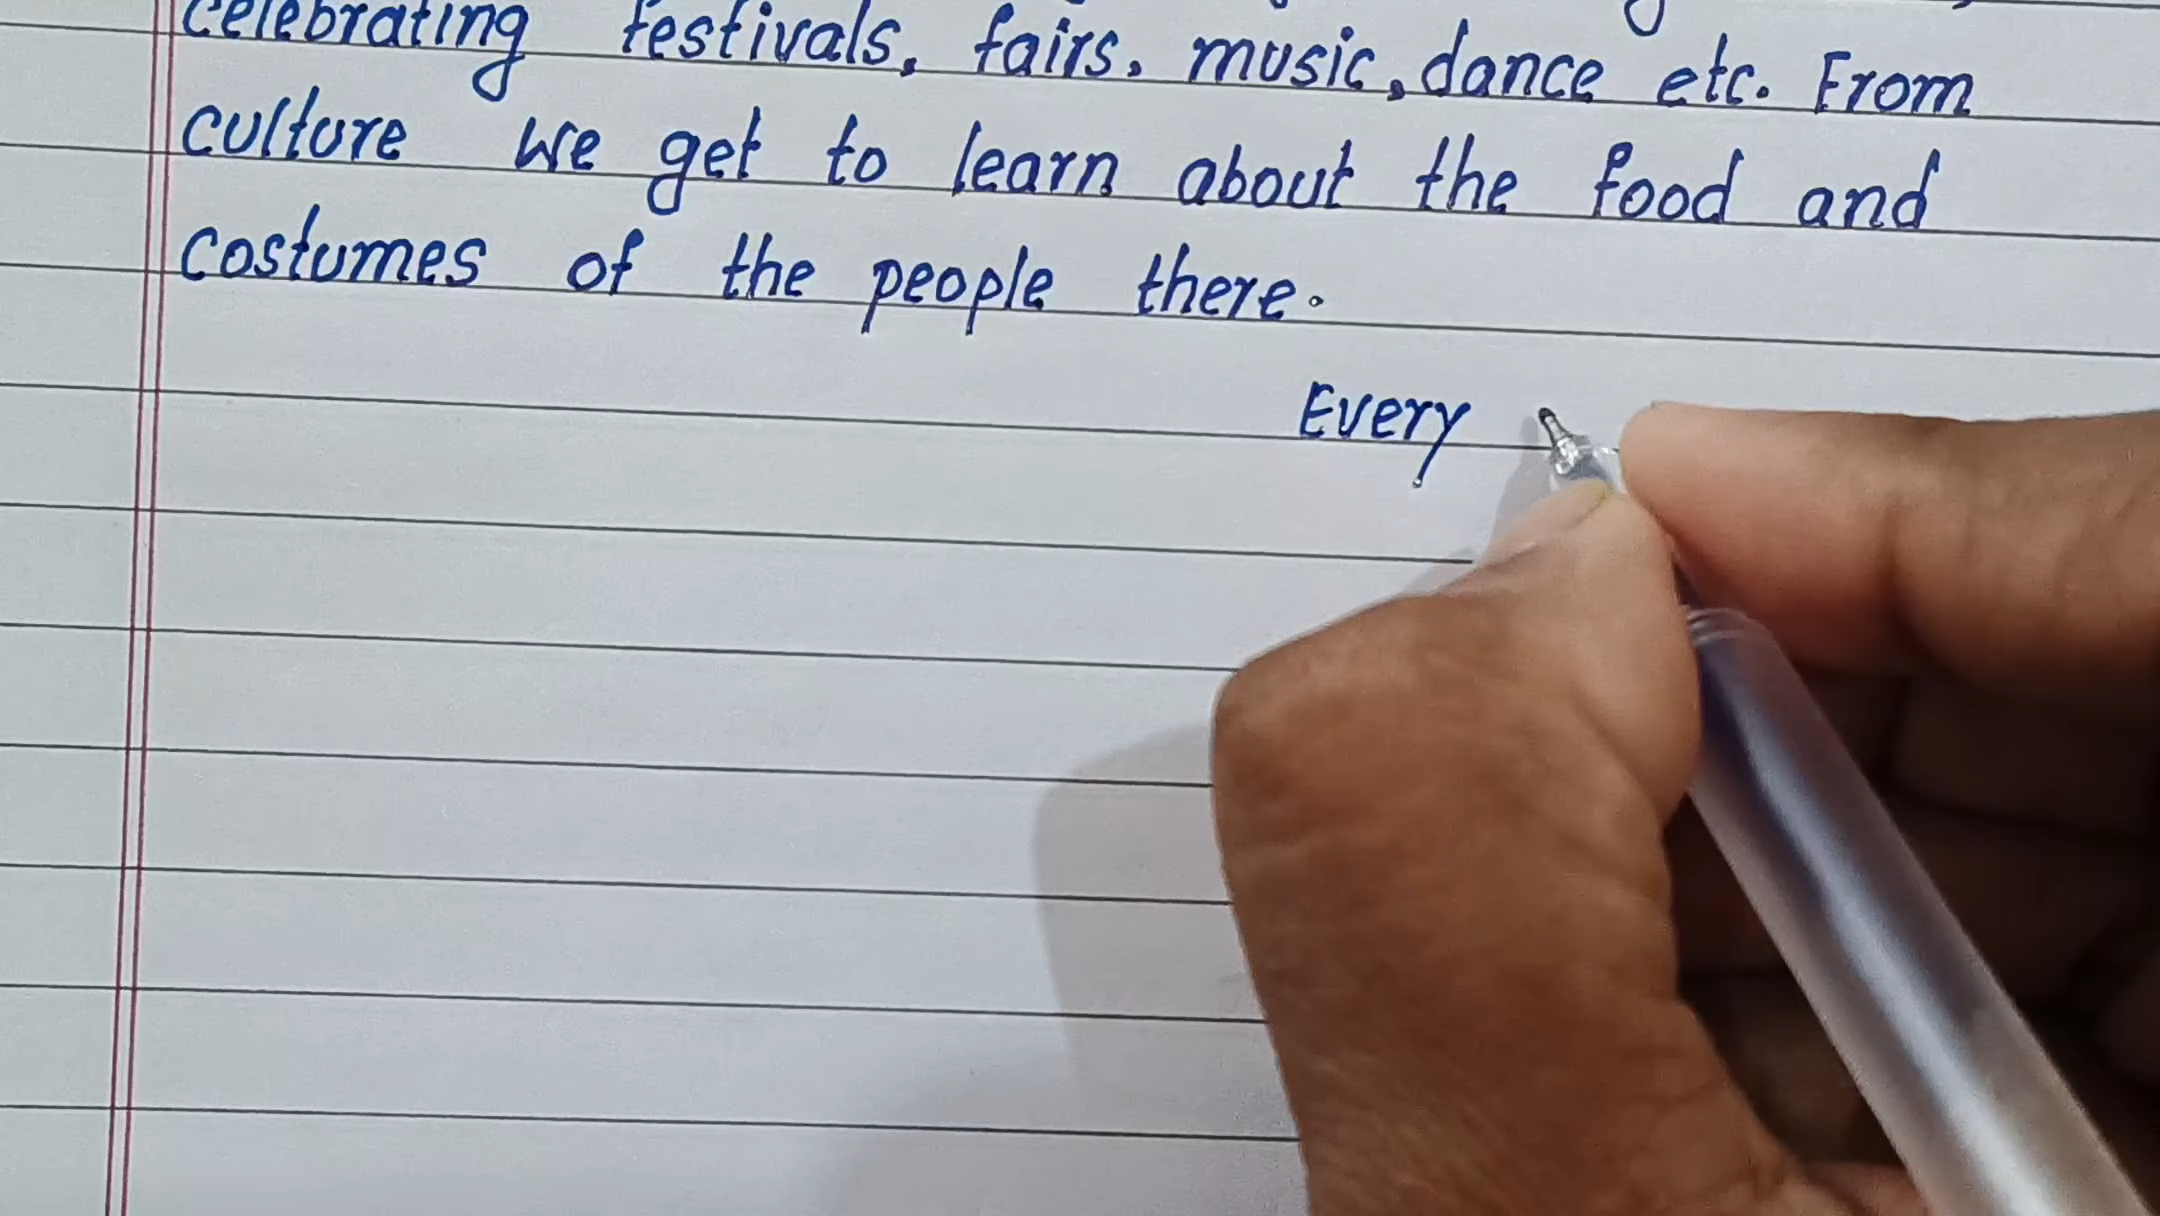 celebrating festivals, fairs, music, dance etc. From
culture we get to learn about the food and
costumes of the people there.
Every